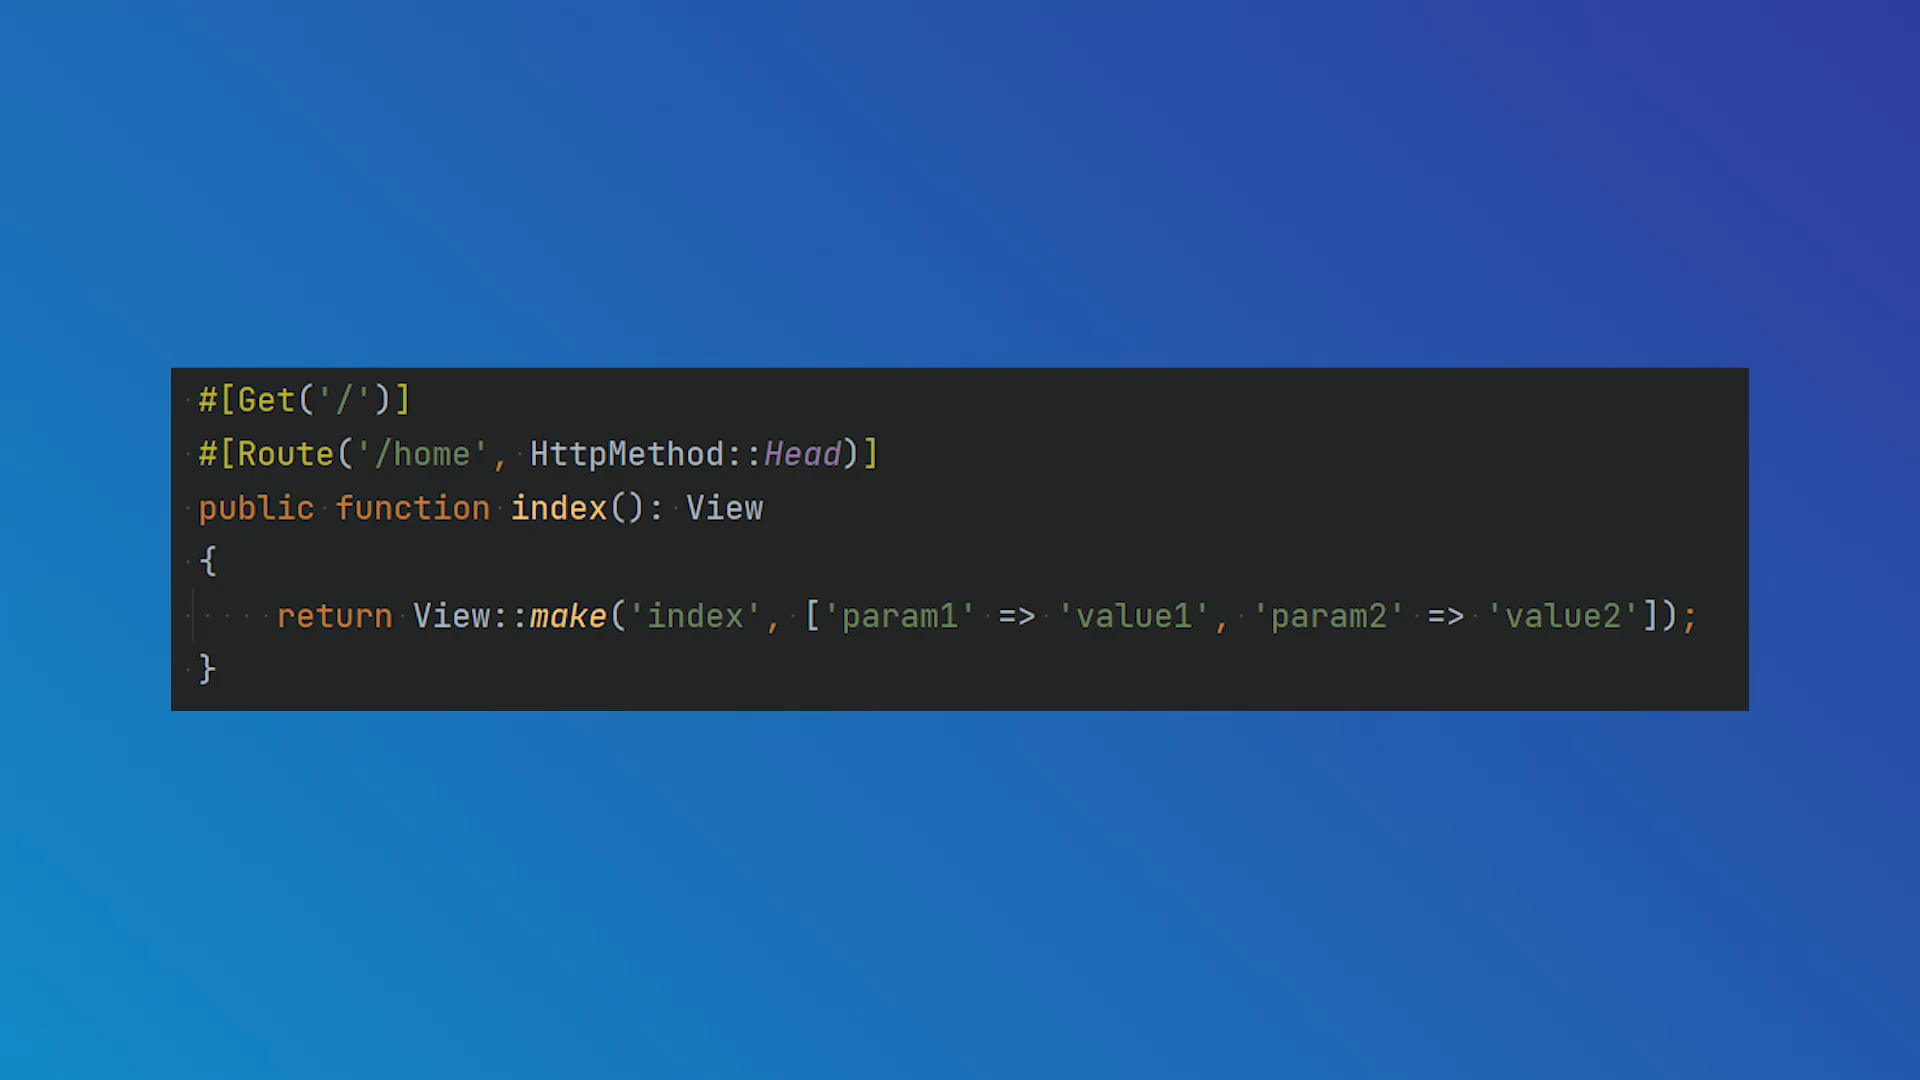 #[Get('/')]
#[Route('/home', HttpMethod::Head)]
public function index(): View
{
    return View::make('index', ['param1' => 'value1', 'param2' => 'value2']);
}